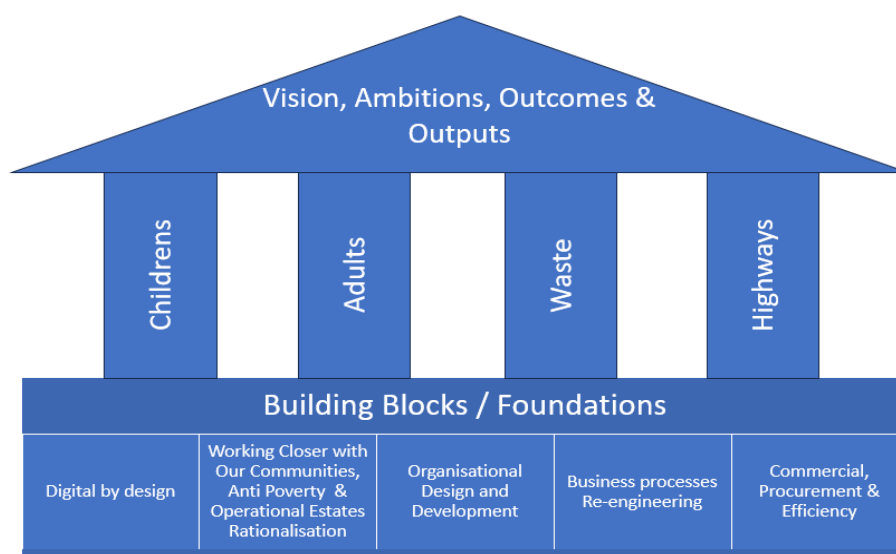 Vision, Ambitions, Outcomes &
Outputs
Childrens
Adults
Waste
Highways
Building Blocks / Foundations
Digital by design
Working Closer with
Our Communities,
Anti Poverty &
Operational Estates
Rationalisation
Organisational
Design and
Development
Business processes
Re-engineering
Commercial,
Procurement &
Efficiency